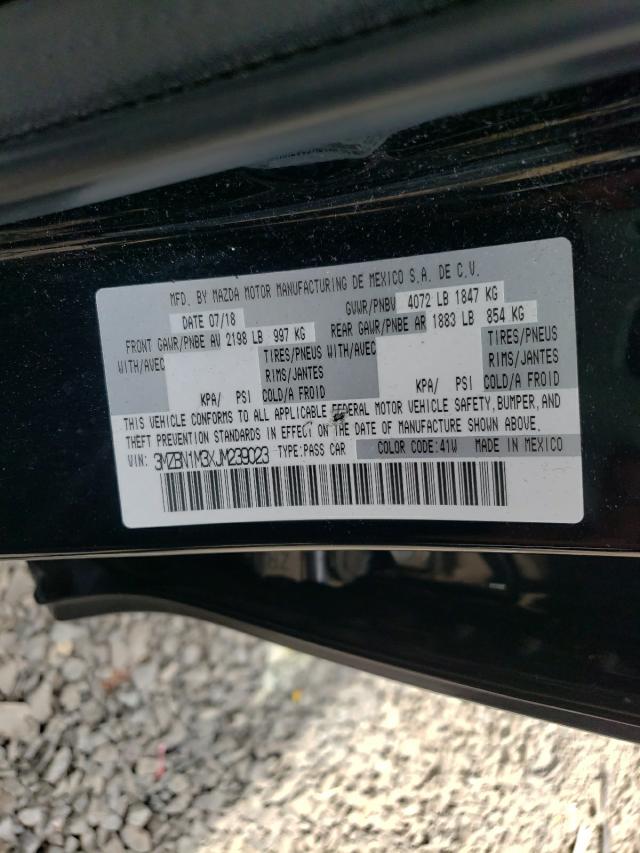 MFD. BY MAZDA MOTOR MANUFACTURING DE MEXICO S.A. DE C.V.
DATE 07/18 GVWR/PNBV 4072 LB 1847 KG
FRONT GAWR/PNBE AV 2198 LB 997 KG REAR GAWR/PNBE AR 1883 LB 854 KG
WITH/AVEC TIRES/PNEUS WITH/AVEC TIRES/PNEUS
RIMS/JANTES RIMS/JANTES
KPA/ PSI COLD/A FROID KPA/ PSI COLD/A FROID
THIS VEHICLE CONFORMS TO ALL APPLICABLE FEDERAL MOTOR VEHICLE SAFETY, BUMPER, AND
THEFT PREVENTION STANDARDS IN EFFECT ON THE DATE OF MANUFACTURE SHOWN ABOVE.
VIN: 3MZBN1M3XJM239023 TYPE:PASS CAR COLOR CODE:41W MADE IN MEXICO